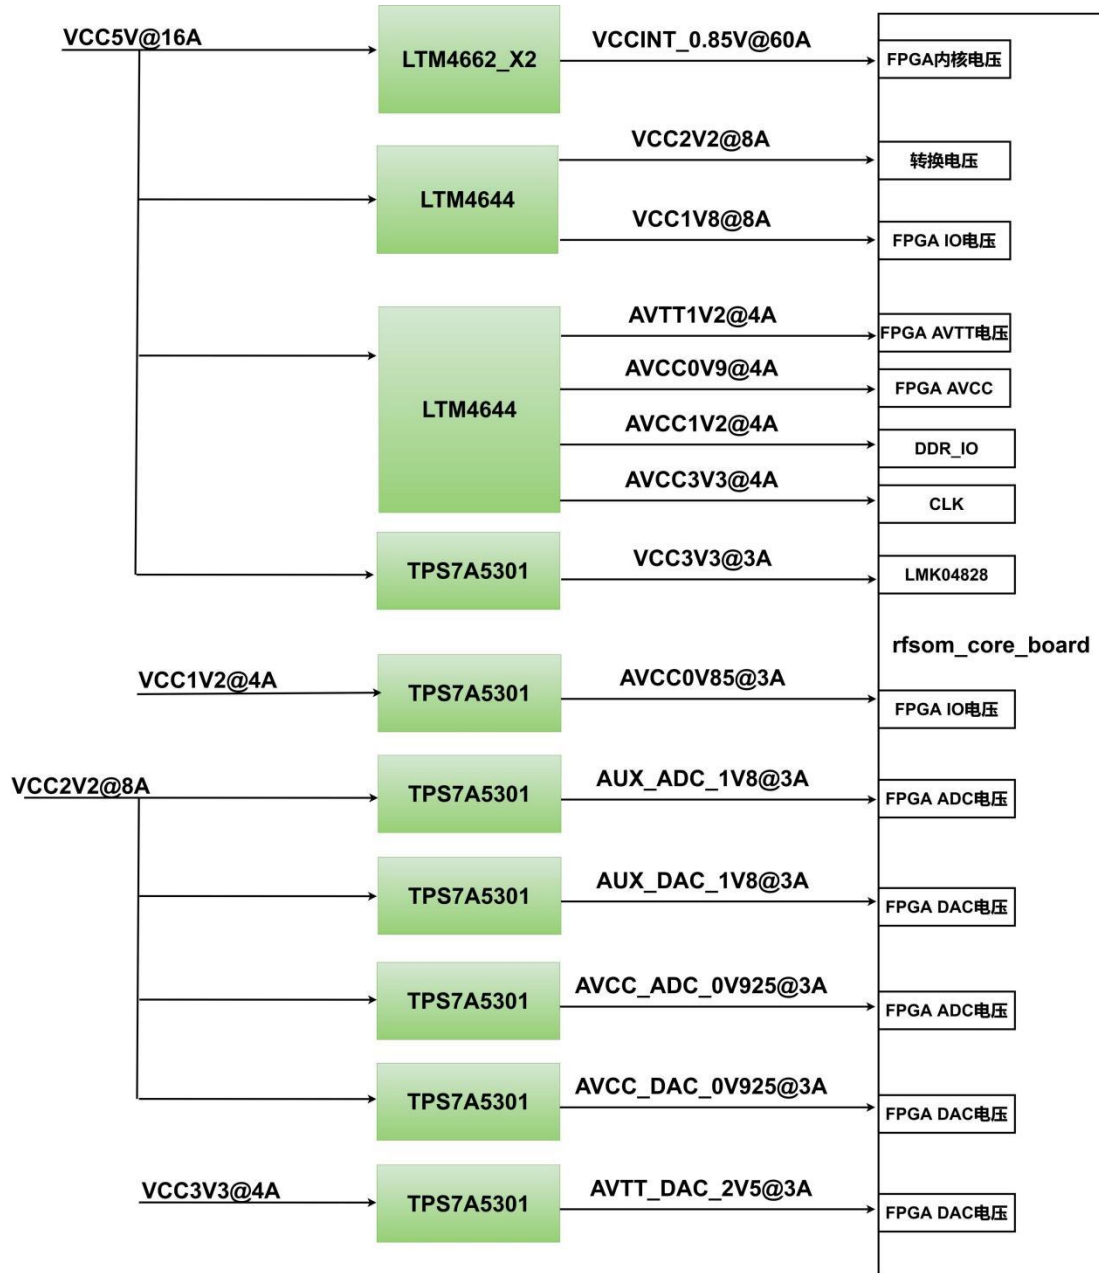 VCC5V@16A
LTM4662_X2
VCCINT_0.85V@60A
FPGA内核电压
LTM4644
VCC2V2@8A
转换电压
VCC1V8@8A
FPGA IO电压
LTM4644
AVTT1V2@4A
FPGA AVTT电压
AVCC0V9@4A
FPGA AVCC
AVCC1V2@4A
DDR_IO
AVCC3V3@4A
CLK
TPS7A5301
VCC3V3@3A
LMK04828
rfsom_core_board
VCC1V2@4A
TPS7A5301
AVCC0V85@3A
FPGA IO电压
VCC2V2@8A
TPS7A5301
AUX_ADC_1V8@3A
FPGA ADC电压
TPS7A5301
AUX_DAC_1V8@3A
FPGA DAC电压
TPS7A5301
AVCC_ADC_0V925@3A
FPGA ADC电压
TPS7A5301
AVCC_DAC_0V925@3A
FPGA DAC电压
VCC3V3@4A
TPS7A5301
AVTT_DAC_2V5@3A
FPGA DAC电压